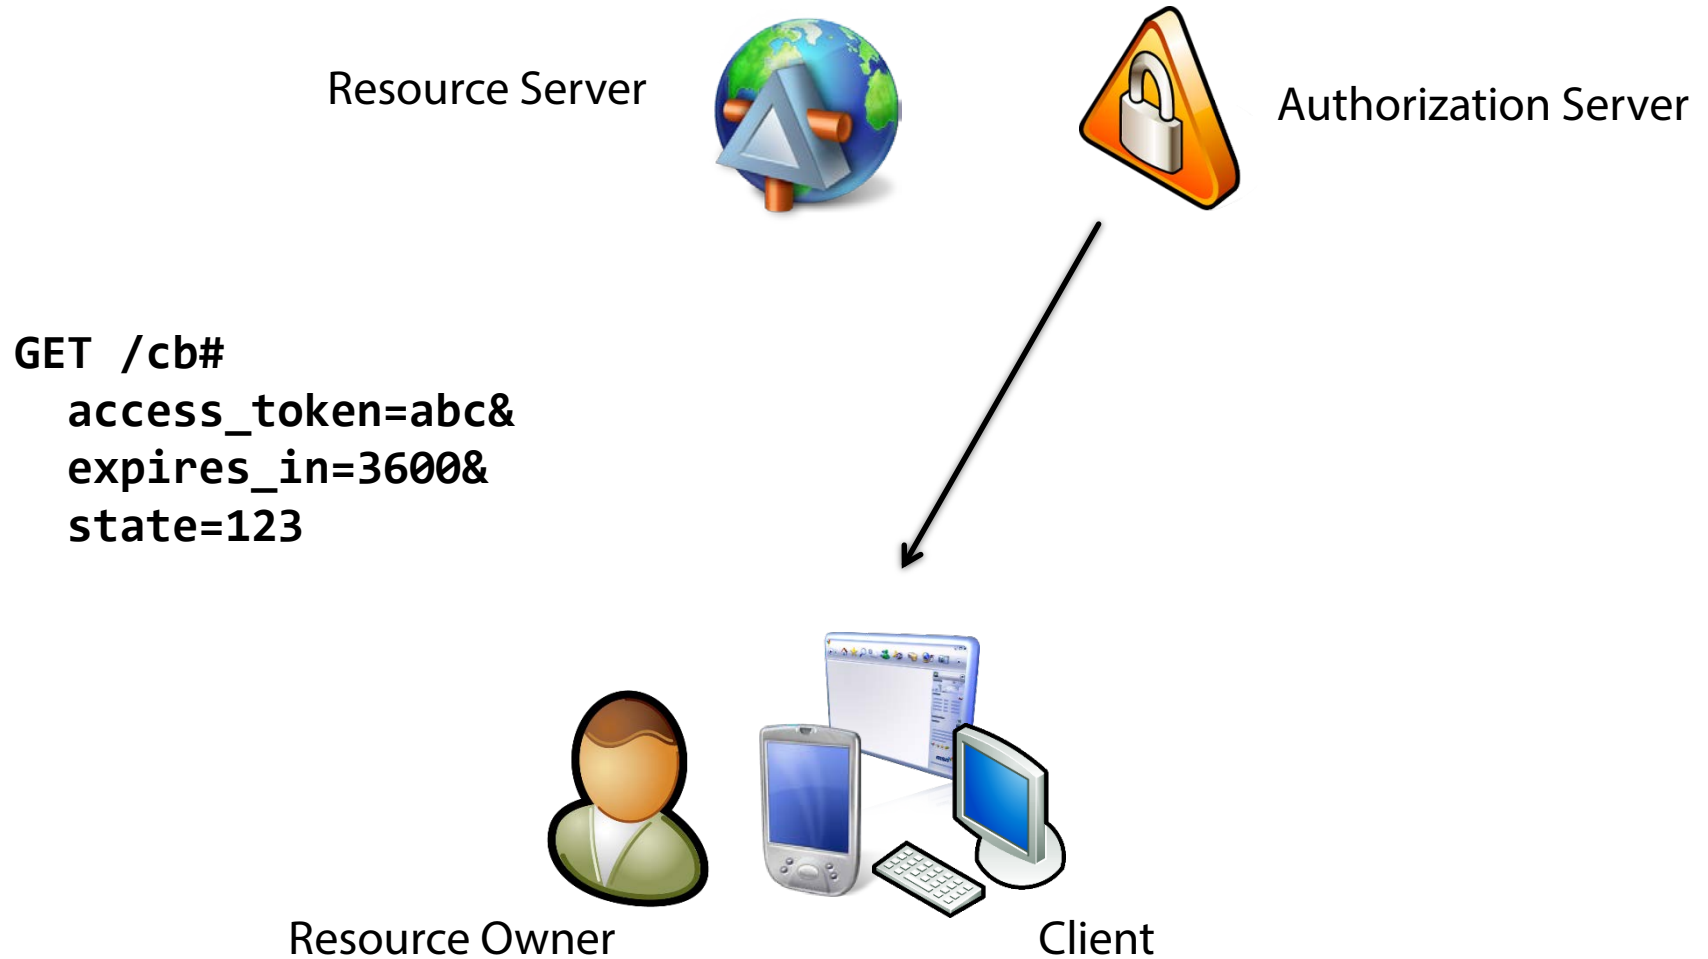 Resource Server
Authorization Server
GET /cb#
access_token=abc&
expires_in=3600&
state=123
Resource Owner
Client